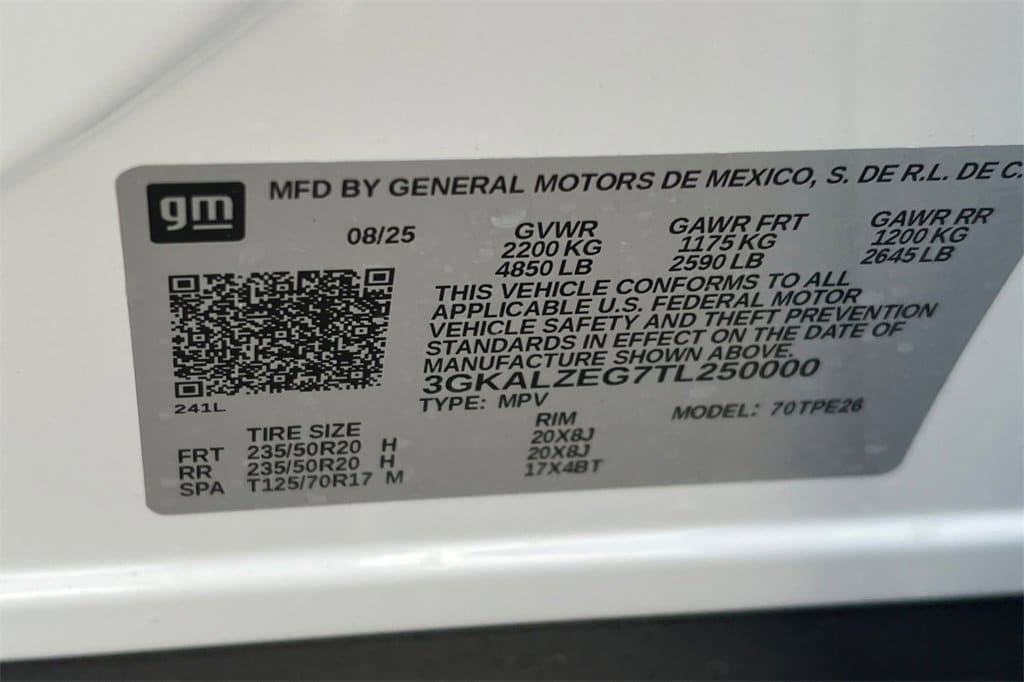 gm
MFD BY GENERAL MOTORS DE MEXICO, S. DE R.L. DE C.
08/25
GVWR GAWR FRT GAWR RR
2200 KG 1175 KG 1200 KG
4850 LB 2590 LB 2645 LB
THIS VEHICLE CONFORMS TO ALL
APPLICABLE U.S. FEDERAL MOTOR
VEHICLE SAFETY AND THEFT PREVENTION
STANDARDS IN EFFECT ON THE DATE OF
MANUFACTURE SHOWN ABOVE.
3GKALZEG7TL250000
241L
TYPE: MPV MODEL: 70TPE26
TIRE SIZE RIM
FRT 235/50R20 H 20X8J
RR 235/50R20 H 20X8J
SPA T125/70R17 M 17X4BT